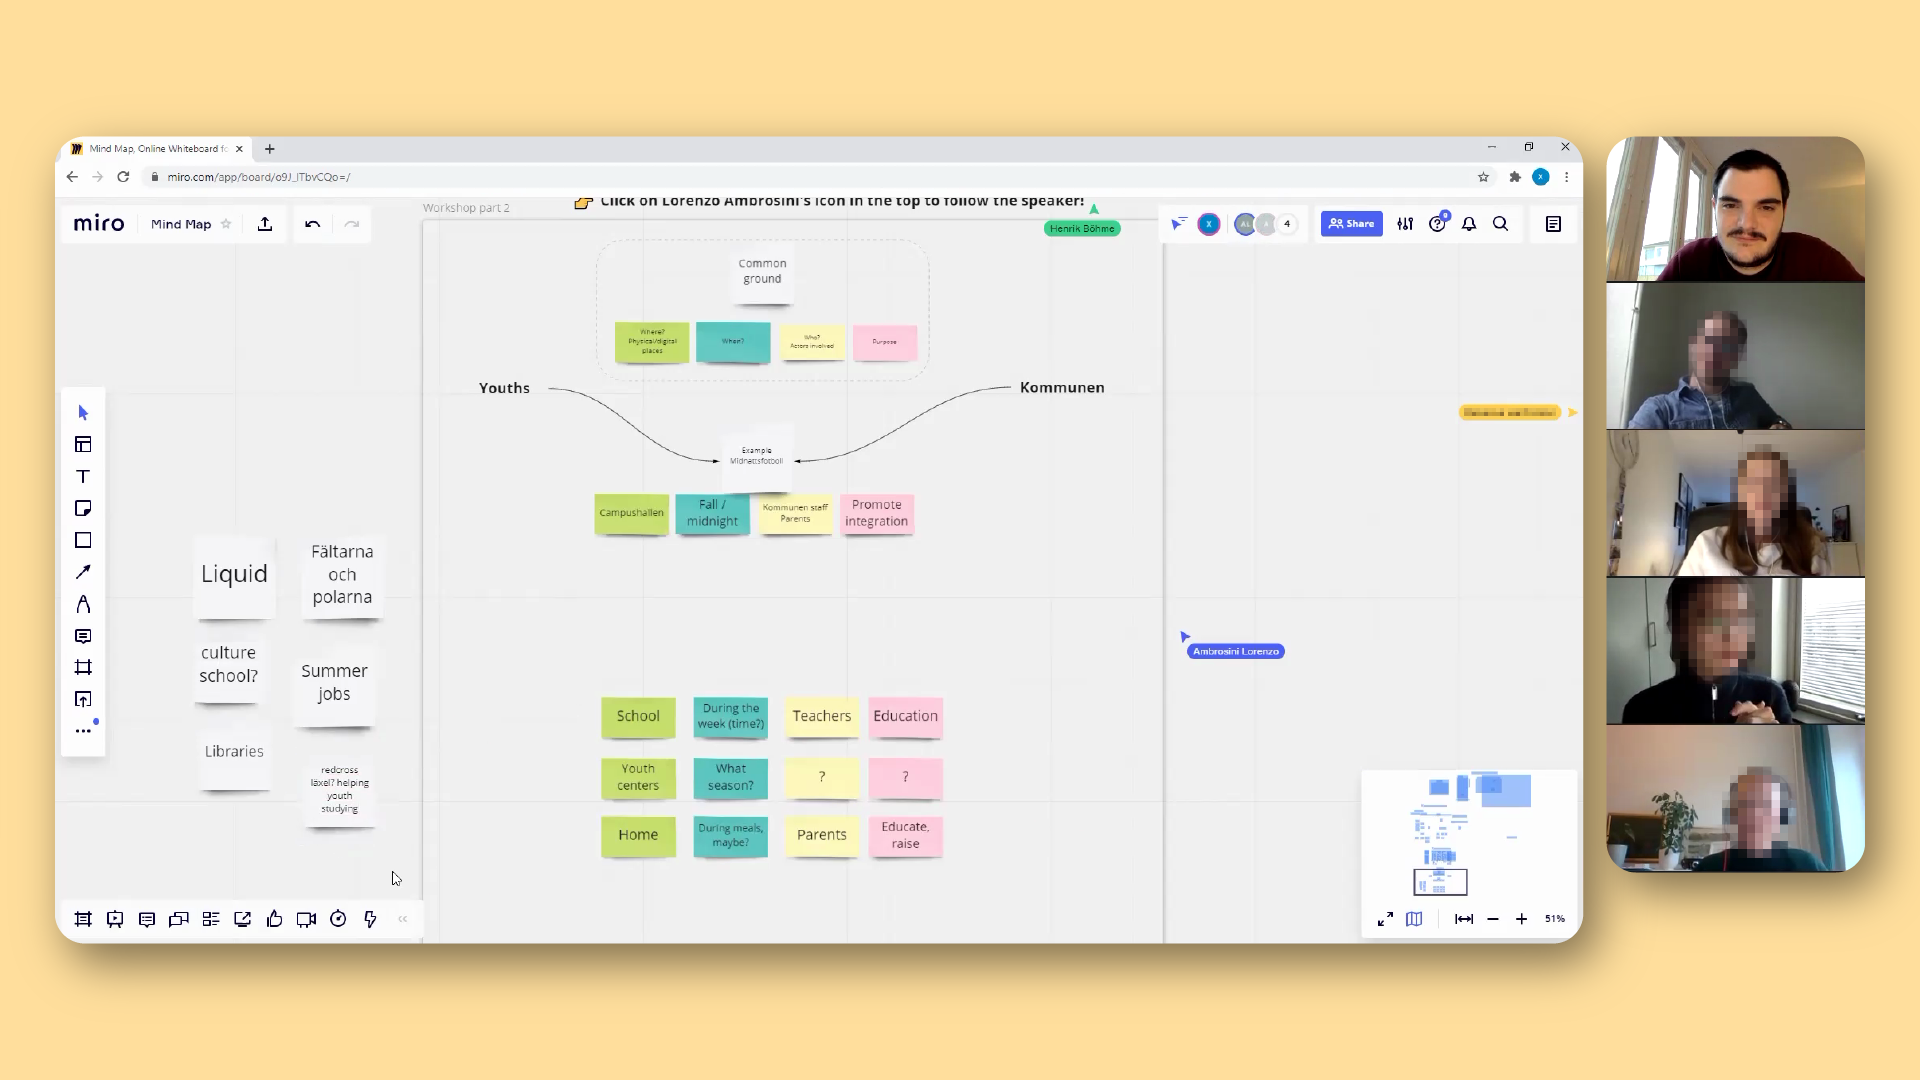 Mind Map, Online Whiteboard fo
miro.com/app/board/o9J_lTbvCQo=/
miro
Mind Map
Workshop part 2
👉 Click on Lorenzo Ambrosini's icon in the top to follow the speaker!
Henrik Böhme
X
X
AL
A
4
Share
Common
ground
Where?
Physical/digital
places
When?
Who?
Actors involved
Purpose
Youths
Kommunen
Example
Midnattsfotboll
Campushallen
Fall /
midnight
Kommunen staff
Parents
Promote
integration
Liquid
Fältarna
och
polarna
culture
school?
Summer
jobs
Libraries
redcross
läxel? helping
youth
studying
Ambrosini Lorenzo
School
During the
week (time?)
Teachers
Education
Youth
centers
What
season?
?
?
Home
During meals,
maybe?
Parents
Educate,
raise
51%